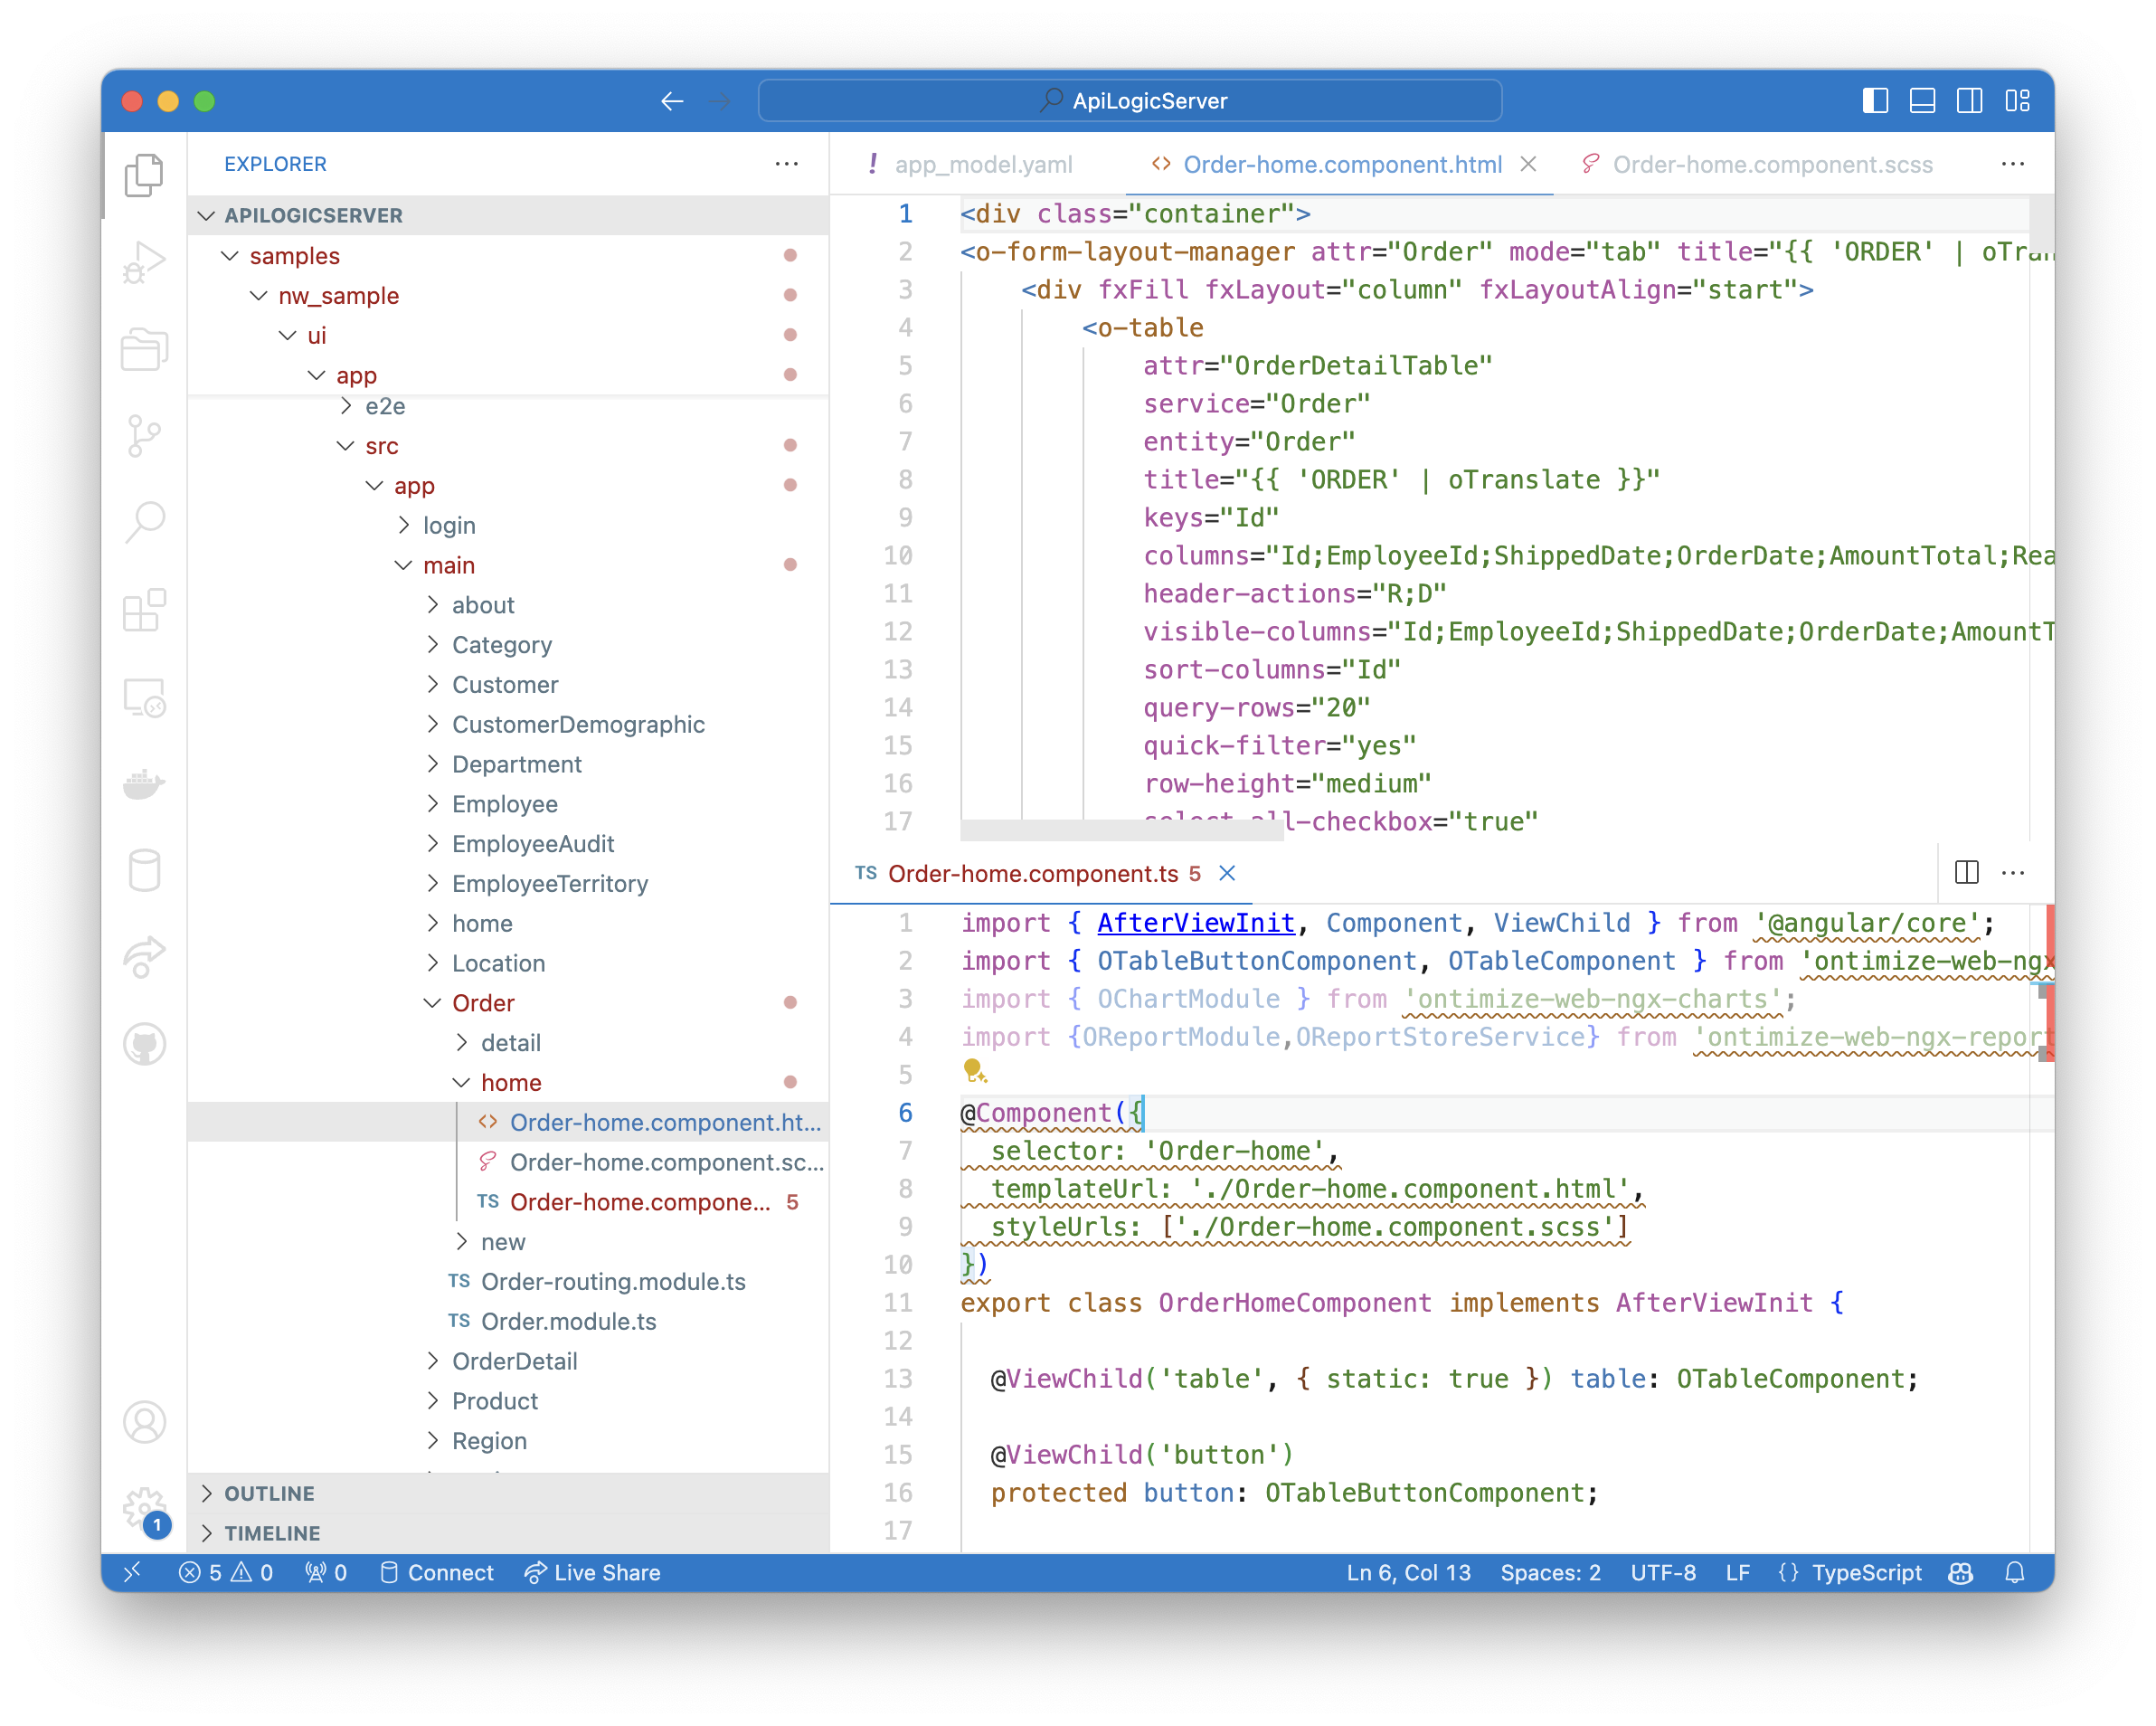 ApiLogicServer
EXPLORER
APILOGICSERVER
samples
nw_sample
ui
app
e2e
src
app
login
main
about
Category
Customer
CustomerDemographic
Department
Employee
EmployeeAudit
EmployeeTerritory
home
Location
Order
detail
home
Order-home.component.ht...
Order-home.component.sc...
TS Order-home.compone... 5
new
TS Order-routing.module.ts
TS Order.module.ts
OrderDetail
Product
Region
OUTLINE
TIMELINE
1
! app_model.yaml
Order-home.component.html
Order-home.component.scss
1 <div class="container">
2 <o-form-layout-manager attr="Order" mode="tab" title="{{ 'ORDER' | oTran
3 <div fxFill fxLayout="column" fxLayoutAlign="start">
4 <o-table
5 attr="OrderDetailTable"
6 service="Order"
7 entity="Order"
8 title="{{ 'ORDER' | oTranslate }}"
9 keys="Id"
10 columns="Id;EmployeeId;ShippedDate;OrderDate;AmountTotal;Rea
11 header-actions="R;D"
12 visible-columns="Id;EmployeeId;ShippedDate;OrderDate;AmountT
13 sort-columns="Id"
14 query-rows="20"
15 quick-filter="yes"
16 row-height="medium"
17 select-all-checkbox="true"
TS Order-home.component.ts 5
1 import { AfterViewInit, Component, ViewChild } from '@angular/core';
2 import { OTableButtonComponent, OTableComponent } from 'ontimize-web-ngx
3 import { OChartModule } from 'ontimize-web-ngx-charts';
4 import {OReportModule,OReportStoreService} from 'ontimize-web-ngx-report
5
6 @Component({
7 selector: 'Order-home',
8 templateUrl: './Order-home.component.html',
9 styleUrls: ['./Order-home.component.scss']
10 })
11 export class OrderHomeComponent implements AfterViewInit {
12
13 @ViewChild('table', { static: true }) table: OTableComponent;
14
15 @ViewChild('button')
16 protected button: OTableButtonComponent;
17
5 0 0 Connect Live Share Ln 6, Col 13 Spaces: 2 UTF-8 LF {} TypeScript